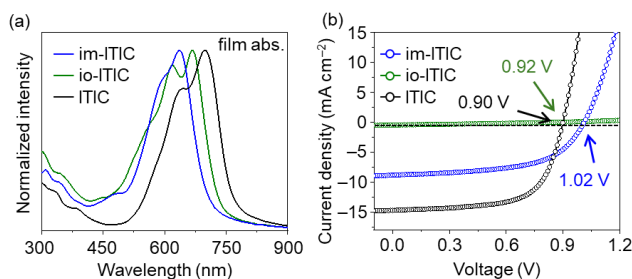 (a)
film abs.
im-ITIC
io-ITIC
ITIC
Normalized intensity
300 450 600 750 900
Wavelength (nm)
(b)
15
10
5
0
−5
−10
−15
Current density (mA cm−2)
im-ITIC
io-ITIC
ITIC
0.92 V
0.90 V
1.02 V
0.0 0.3 0.6 0.9 1.2
Voltage (V)